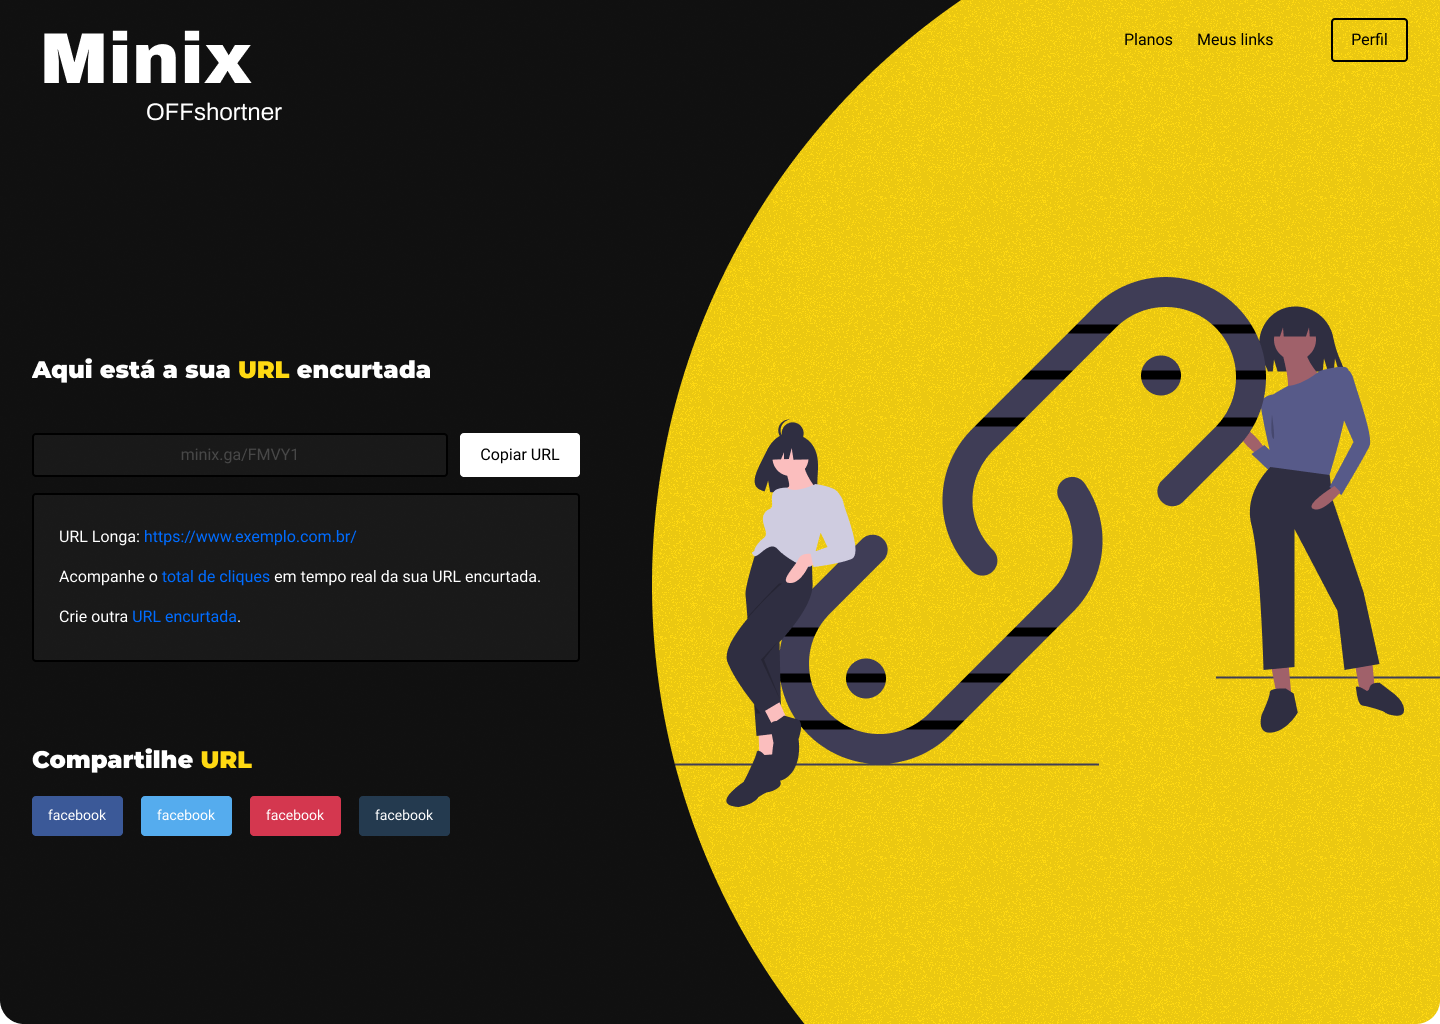 Minix
OFFshortner
Planos
Meus links
Perfil
Aqui está a sua URL encurtada
minix.ga/FMVY1
Copiar URL
URL Longa: https://www.exemplo.com.br/
Acompanhe o total de cliques em tempo real da sua URL encurtada.
Crie outra URL encurtada.
Compartilhe URL
facebook
facebook
facebook
facebook